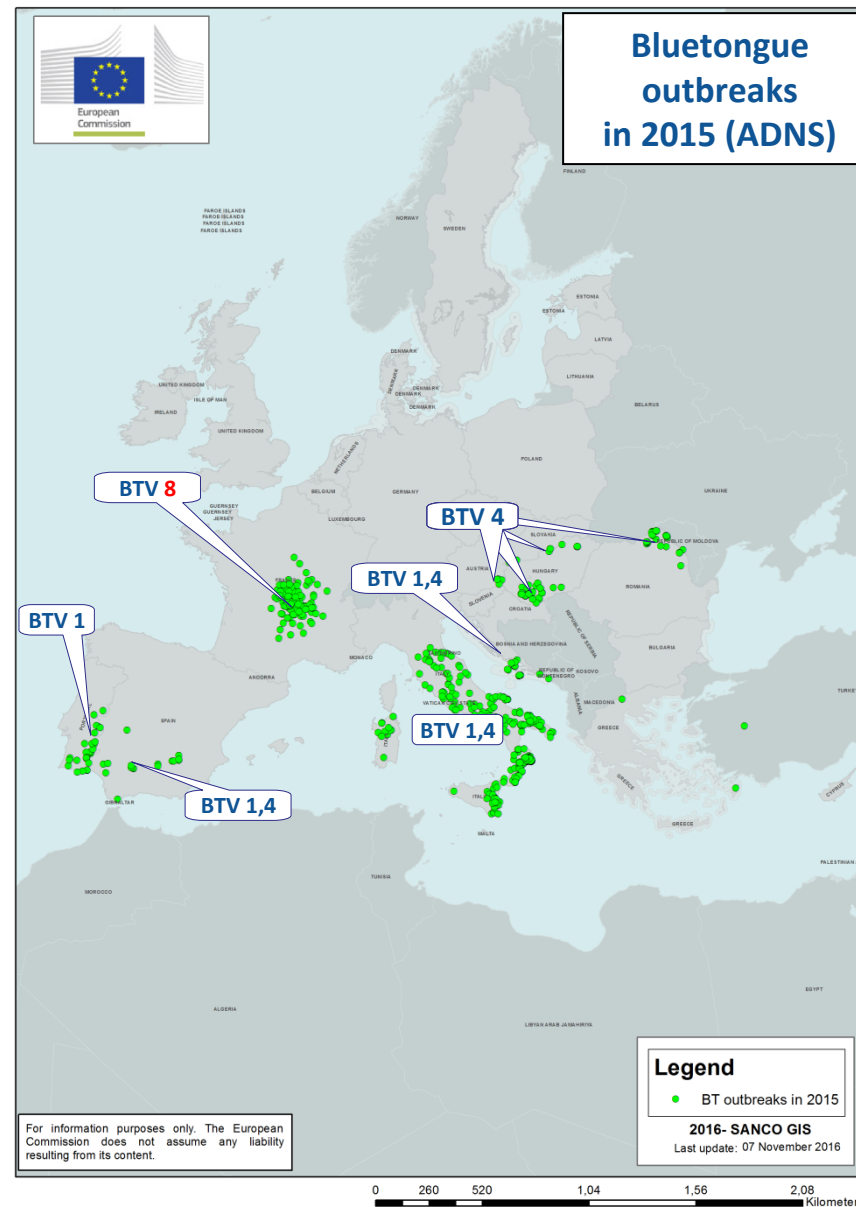 European
Commission
Bluetongue
outbreaks
in 2015 (ADNS)
FINLAND
FAROE ISLANDS
FAROE ISLANDS
FAROE ISLANDS
FAROE ISLANDS
NORWAY
SWEDEN
ESTONIA
ESTONIA
LATVIA
DENMARK
LITHUANIA
DENMARK
UNITED KINGDOM
DENMARK
DENMARK
DENMARK
ISLE OF MAN
IRELAND
BELARUS
UNITED KINGDOM
NETHERLANDS
POLAND
BTV 8
BELGIUM
GERMANY
UKRAINE
GUERNSEY
GUERNSEY
JERSEY
LUXEMBOURG
BTV 4
SLOVAKIA
REPUBLIC OF MOLDOVA
AUSTRIA
HUNGARY
BTV 1,4
ROMANIA
SLOVENIA
CROATIA
BTV 1
BOSNIA AND HERZEGOVINA
REPUBLIC OF SERBIA
BULGARIA
MONACO
REPUBLIC OF
MONTENEGRO
KOSOVO
ANDORRA
ALBANIA
MACEDONIA
TURKEY
PORTUGAL
SPAIN
BTV 1,4
GREECE
BTV 1,4
GIBRALTAR
GREECE
CYPRUS
GREECE
MALTA
PALESTINIAN
TUNISIA
MOROCCO
ALGERIA
LIBYAN ARAB JAMAHIRIYA
EGYPT
Legend
BT outbreaks in 2015
2016- SANCO GIS
Last update: 07 November 2016
For information purposes only. The European
Commission does not assume any liability
resulting from its content.
0 260 520 1,04 1,56 2,08
Kilometer